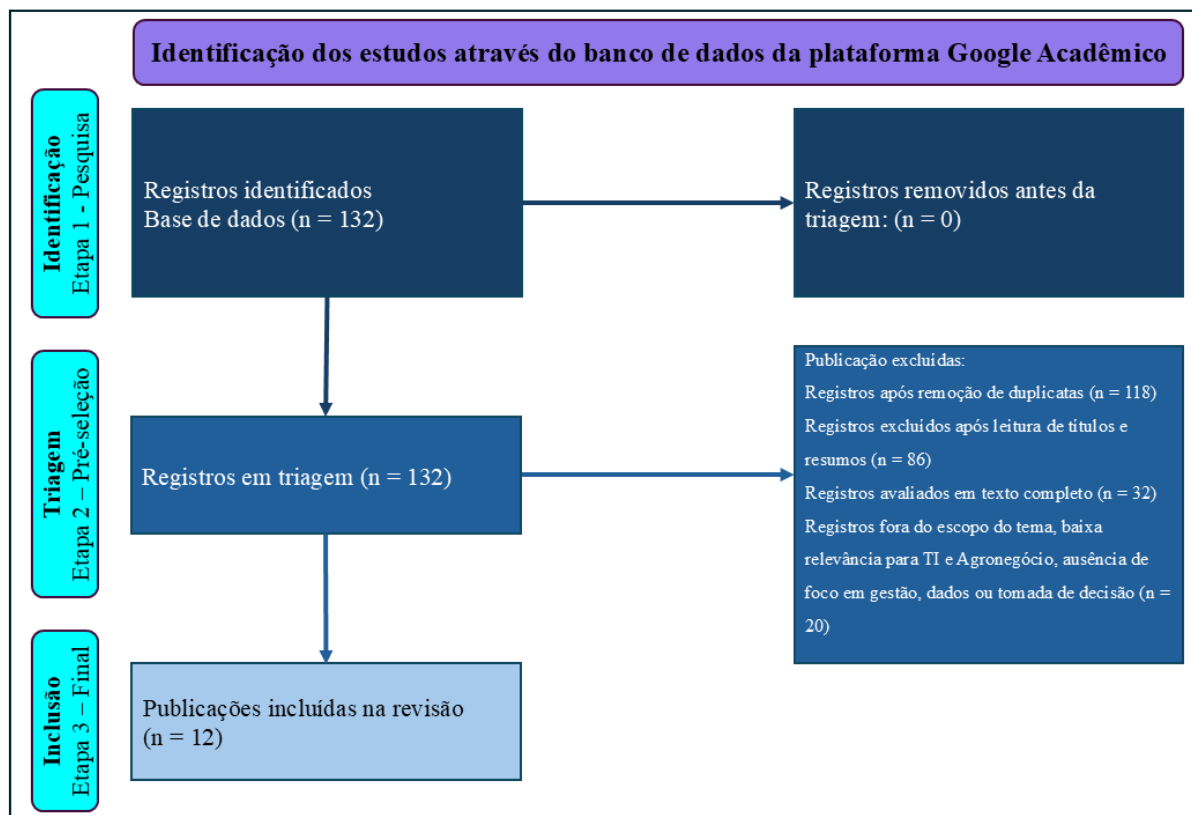 Identificação dos estudos através do banco de dados da plataforma Google Acadêmico
Identificação
Etapa 1 - Pesquisa
Registros identificados
Base de dados (n = 132)
Registros removidos antes da
triagem: (n = 0)
Triagem
Etapa 2 – Pré-seleção
Registros em triagem (n = 132)
Publicação excluídas:
Registros após remoção de duplicatas (n = 118)
Registros excluídos após leitura de títulos e
resumos (n = 86)
Registros avaliados em texto completo (n = 32)
Registros fora do escopo do tema, baixa
relevância para TI e Agronegócio, ausência de
foco em gestão, dados ou tomada de decisão (n =
20)
Inclusão
Etapa 3 – Final
Publicações incluídas na revisão
(n = 12)